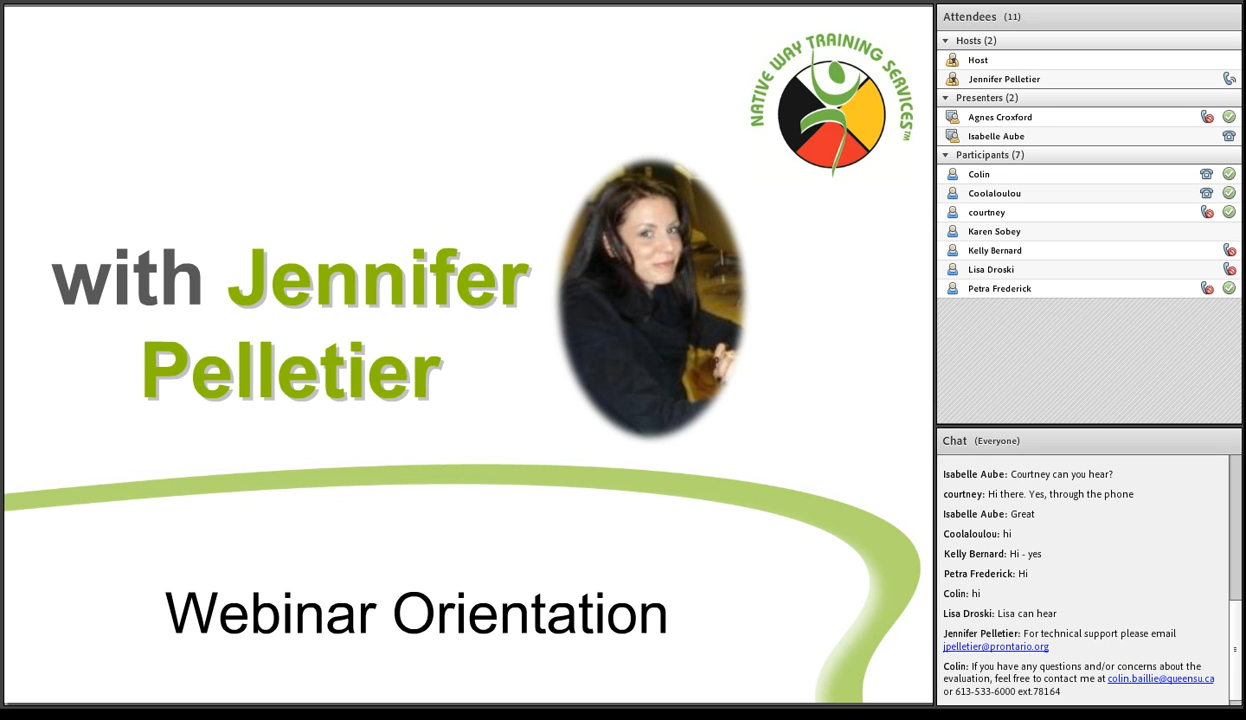 NATIVE WAY TRAINING SERVICES™
with Jennifer
Pelletier
Webinar Orientation
Attendees (11)
Hosts (2)
Host
Jennifer Pelletier
Presenters (2)
Agnes Croxford
Isabelle Aube
Participants (7)
Colin
Coolaloulou
courtney
Karen Sobey
Kelly Bernard
Lisa Droski
Petra Frederick
Chat (Everyone)
Isabelle Aube: Courtney can you hear?
courtney: Hi there. Yes, through the phone
Isabelle Aube: Great
Coolaloulou: hi
Kelly Bernard: Hi - yes
Petra Frederick: Hi
Colin: hi
Lisa Droski: Lisa can hear
Jennifer Pelletier: For technical support please email
jpelletier@prontario.org
Colin: If you have any questions and/or concerns about the
evaluation, feel free to contact me at colin.baillie@queensu.ca
or 613-533-6000 ext.78164